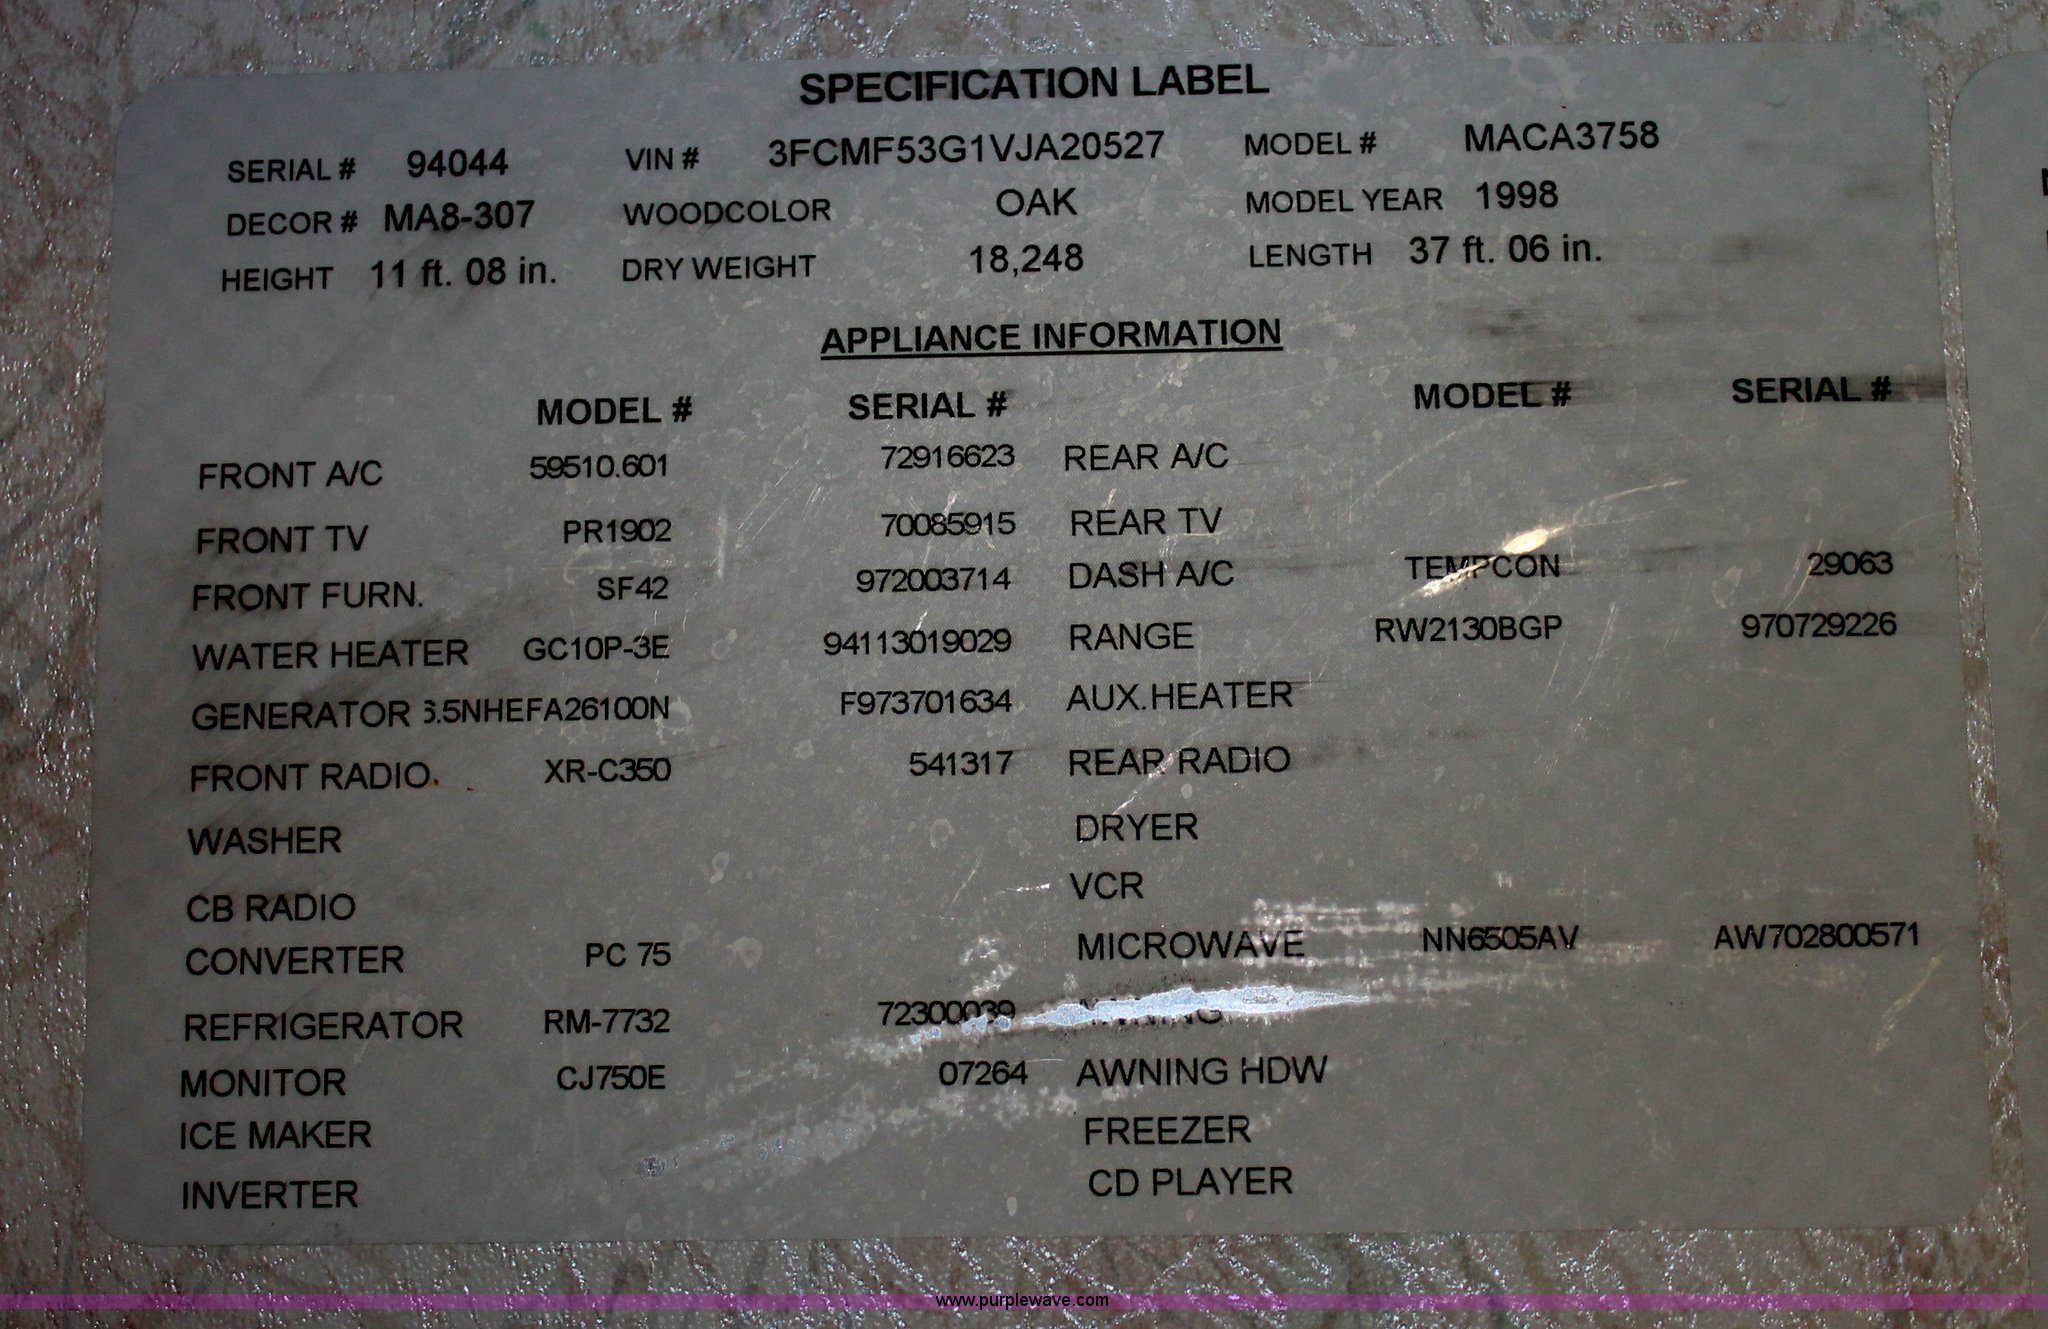 SPECIFICATION LABEL
SERIAL # 94044 VIN # 3FCMF53G1VJA20527 MODEL # MACA3758
DECOR # MA8-307 WOODCOLOR OAK MODEL YEAR 1998
HEIGHT 11 ft. 08 in. DRY WEIGHT 18,248 LENGTH 37 ft. 06 in.
APPLIANCE INFORMATION
MODEL # SERIAL # MODEL # SERIAL #
FRONT A/C 59510.601 72916623 REAR A/C
FRONT TV PR1902 70085915 REAR TV
FRONT FURN. SF42 972003714 DASH A/C TEMPCON 29063
WATER HEATER GC10P-3E 94113019029 RANGE RW2130BGP 970729226
GENERATOR 6.5NHEFA26100N F973701634 AUX.HEATER
FRONT RADIO. XR-C350 541317 REAR RADIO
WASHER DRYER
CB RADIO VCR
CONVERTER PC 75 MICROWAVE NN6505AV AW702800571
REFRIGERATOR RM-7732 72300039 AWNING
MONITOR CJ750E 07264 AWNING HDW
ICE MAKER FREEZER
INVERTER CD PLAYER
www.purplewave.com